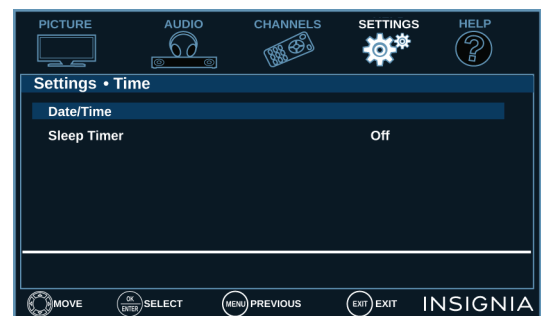 PICTURE AUDIO CHANNELS SETTINGS HELP
?
Settings • Time
Date/Time
Sleep Timer Off
MOVE OK ENTER SELECT MENU PREVIOUS EXIT EXIT INSIGNIA